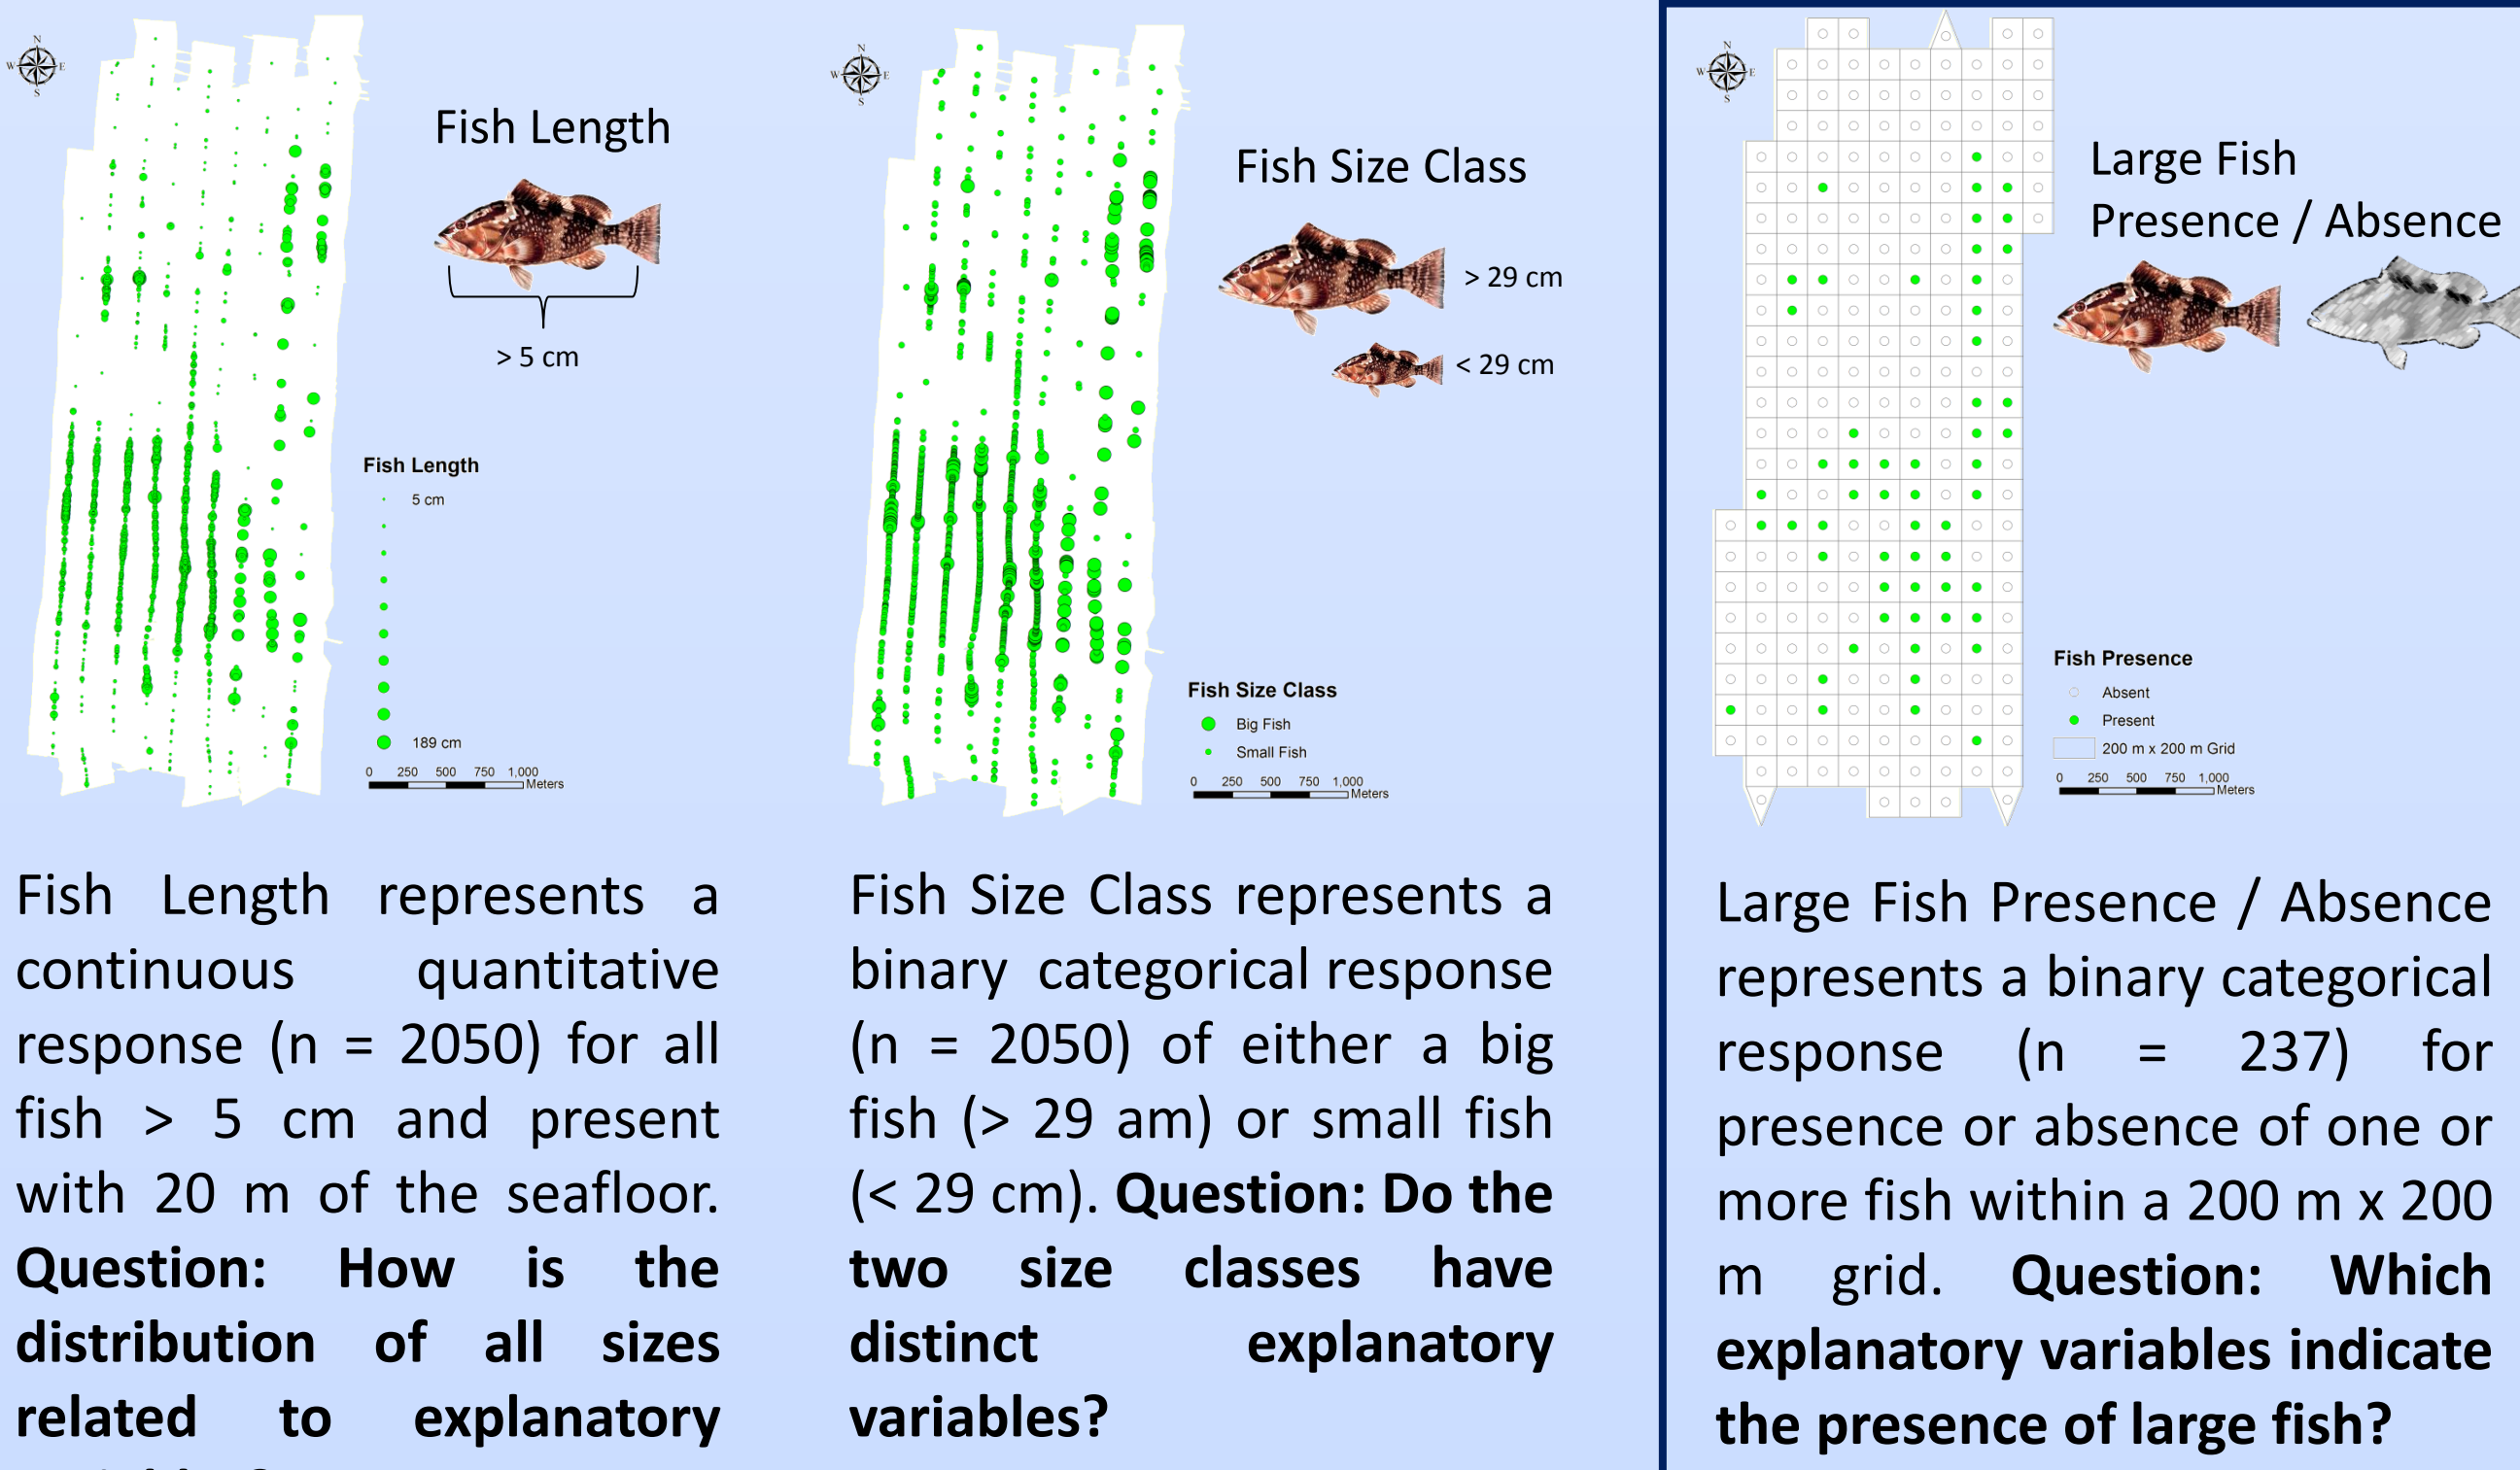 N
W E
S
Fish Length
> 5 cm
Fish Length
5 cm
189 cm
0 250 500 750 1,000
Meters
Fish Length represents a
continuous quantitative
response (n = 2050) for all
fish > 5 cm and present
with 20 m of the seafloor.
Question: How is the
distribution of all sizes
related to explanatory
N
W E
S
Fish Size Class
> 29 cm
< 29 cm
Fish Size Class
Big Fish
Small Fish
0 250 500 750 1,000
Meters
Fish Size Class represents a
binary categorical response
(n = 2050) of either a big
fish (> 29 am) or small fish
(< 29 cm). Question: Do the
two size classes have
distinct explanatory
variables?
N
W E
S
Large Fish
Presence / Absence
Fish Presence
Absent
Present
200 m x 200 m Grid
0 250 500 750 1,000
Meters
Large Fish Presence / Absence
represents a binary categorical
response (n = 237) for
presence or absence of one or
more fish within a 200 m x 200
m grid. Question: Which
explanatory variables indicate
the presence of large fish?